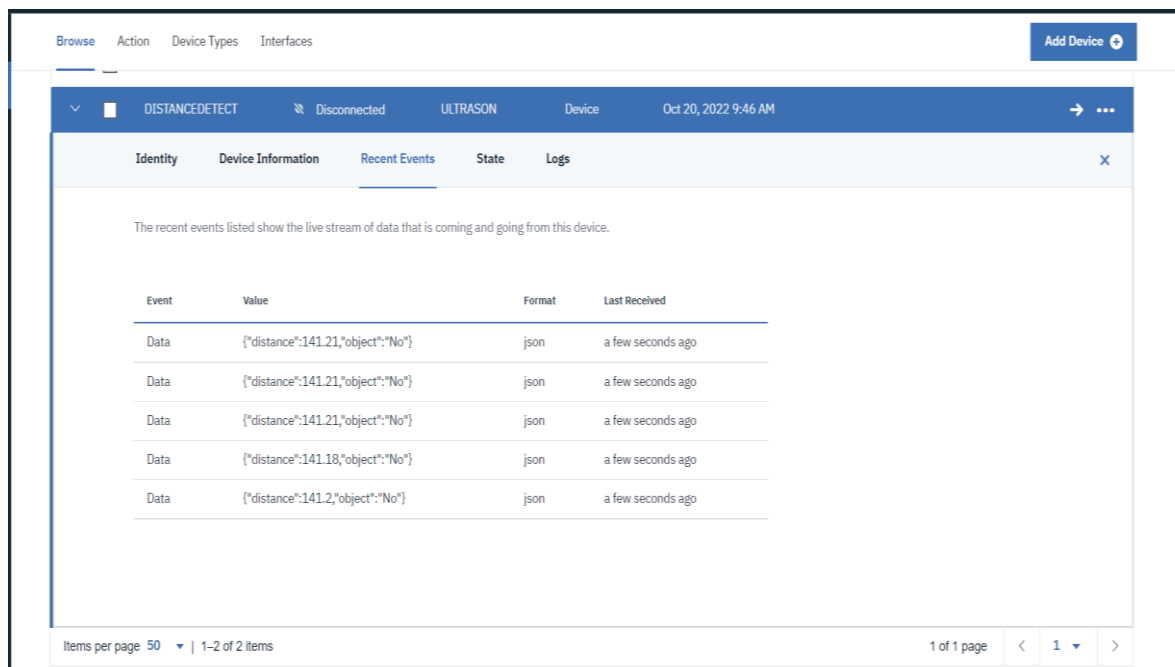 Browse Action Device Types Interfaces Add Device
DISTANCEDETECT Disconnected ULTRASON Device Oct 20, 2022 9:46 AM
Identity Device Information Recent Events State Logs
The recent events listed show the live stream of data that is coming and going from this device.
Event Value Format Last Received
Data {"distance":141.21,"object":"No"} json a few seconds ago
Data {"distance":141.21,"object":"No"} json a few seconds ago
Data {"distance":141.21,"object":"No"} json a few seconds ago
Data {"distance":141.18,"object":"No"} json a few seconds ago
Data {"distance":141.2,"object":"No"} json a few seconds ago
Items per page 50 | 1–2 of 2 items 1 of 1 page 1